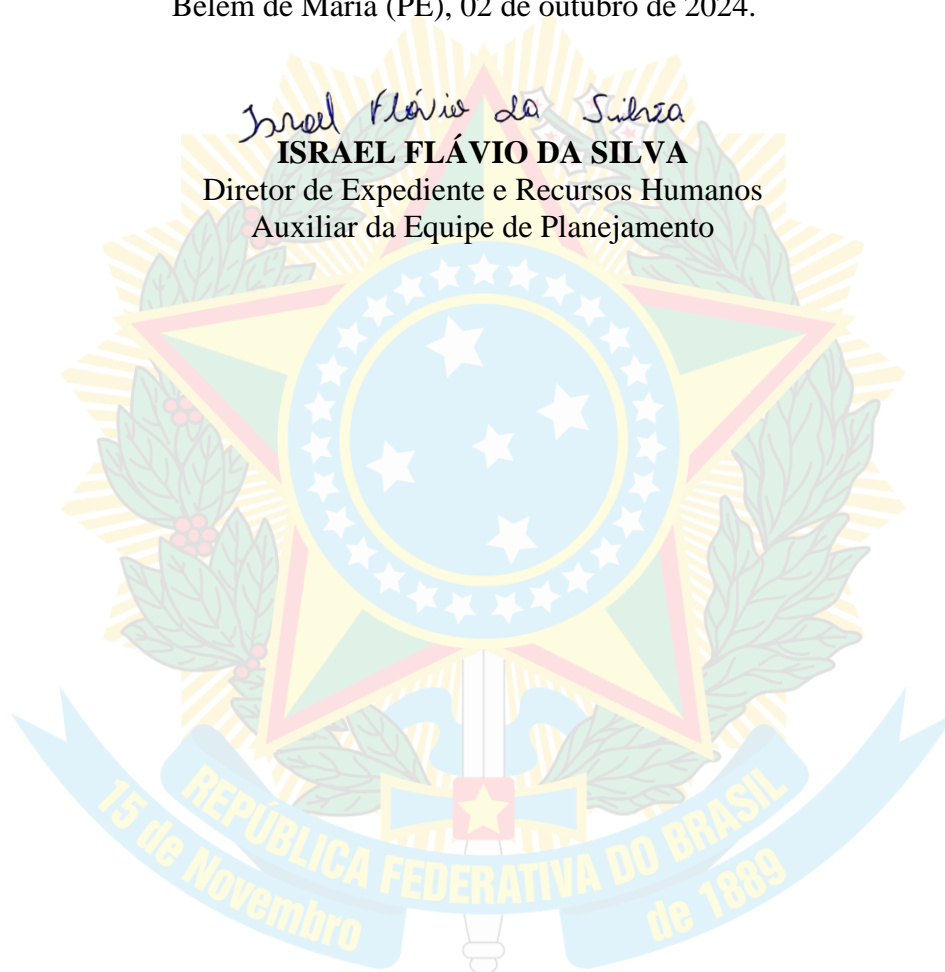 Belém de Maria (PE), 02 de outubro de 2024.
Israel Flávio da Silva
ISRAEL FLÁVIO DA SILVA
Diretor de Expediente e Recursos Humanos
Auxiliar da Equipe de Planejamento
REPÚBLICA FEDERATIVA DO BRASIL
15 de Novembro
de 1889